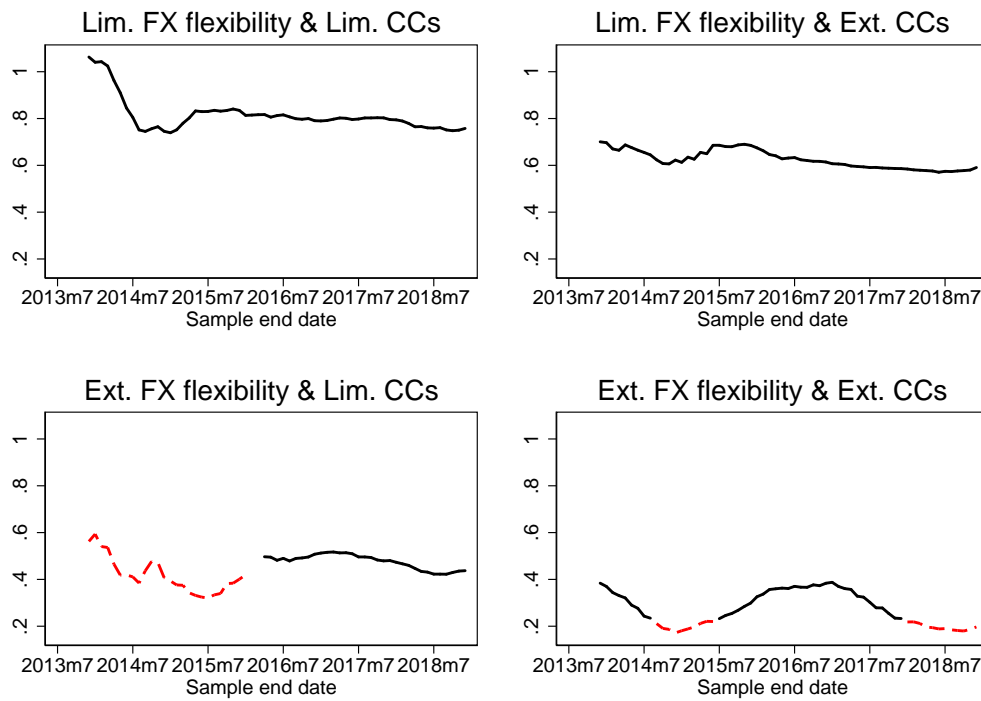 Lim. FX flexibility & Lim. CCs
1
.8
.6
.4
.2
2013m7 2014m7 2015m7 2016m7 2017m7 2018m7
Sample end date
Lim. FX flexibility & Ext. CCs
1
.8
.6
.4
.2
2013m7 2014m7 2015m7 2016m7 2017m7 2018m7
Sample end date
Ext. FX flexibility & Lim. CCs
1
.8
.6
.4
.2
2013m7 2014m7 2015m7 2016m7 2017m7 2018m7
Sample end date
Ext. FX flexibility & Ext. CCs
1
.8
.6
.4
.2
2013m7 2014m7 2015m7 2016m7 2017m7 2018m7
Sample end date